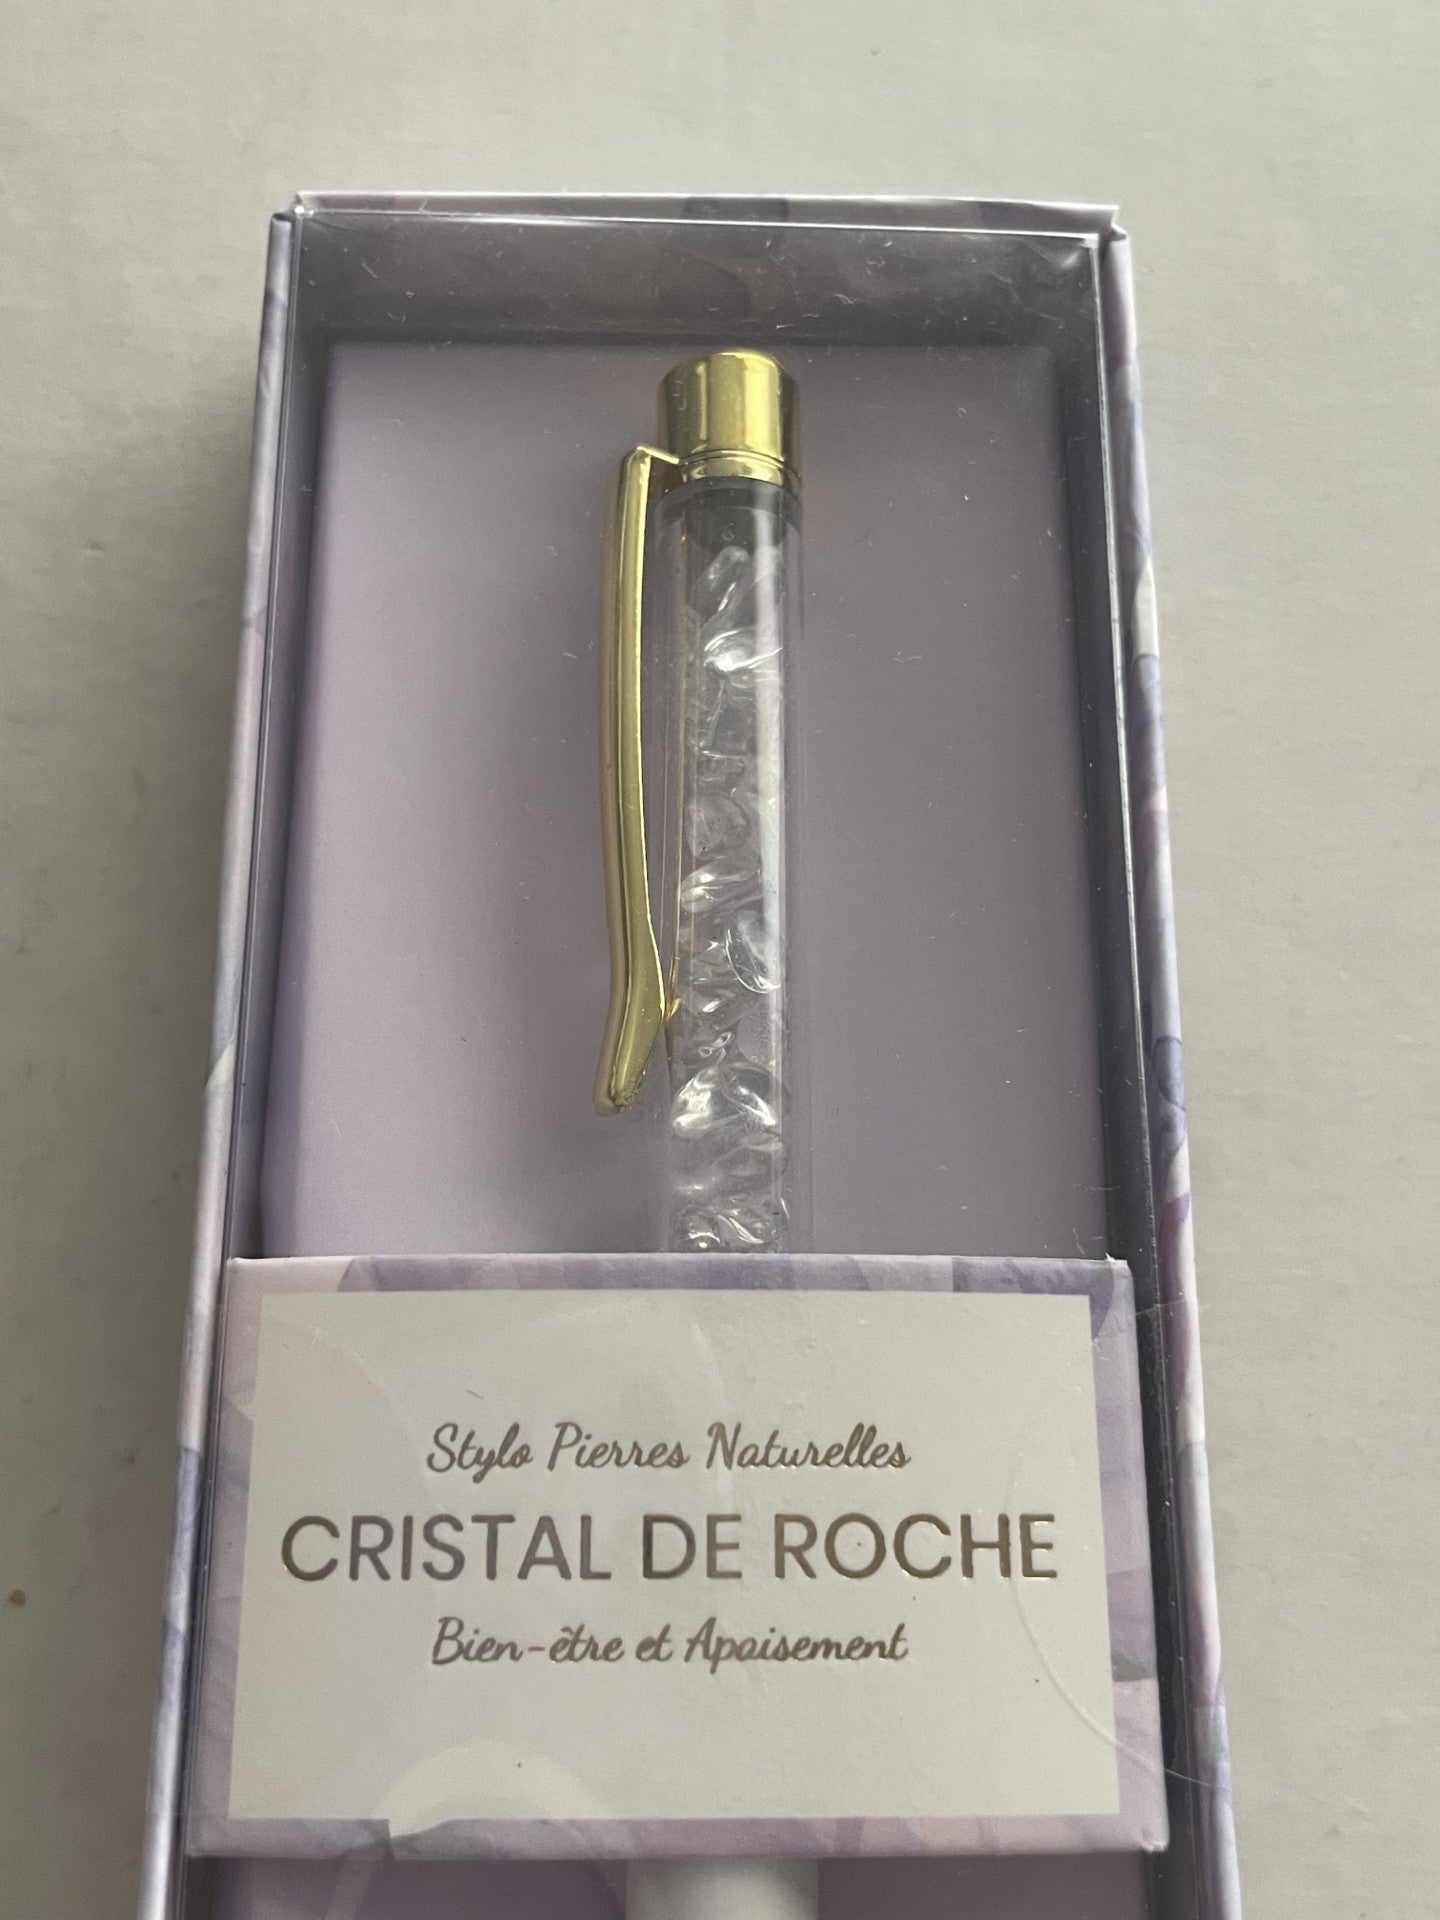 Stylo Pierres Naturelles
CRISTAL DE ROCHE
Bien-être et Apaisement